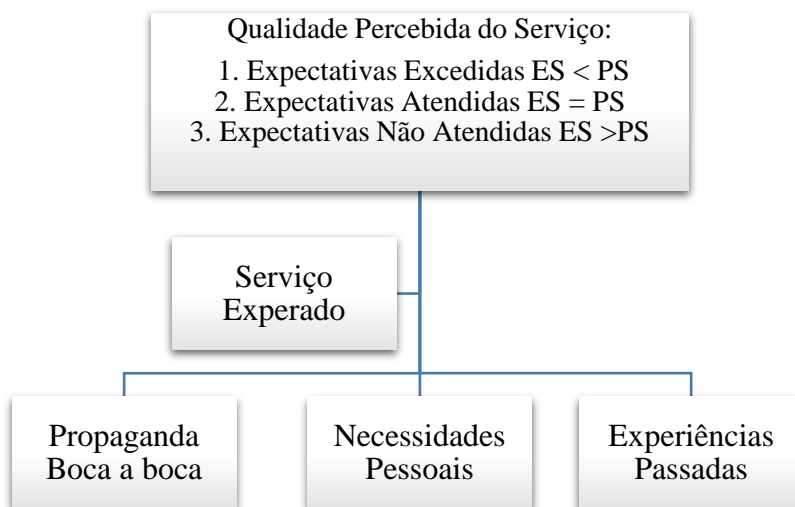 Qualidade Percebida do Serviço:
1. Expectativas Excedidas ES < PS
2. Expectativas Atendidas ES = PS
3. Expectativas Não Atendidas ES >PS
Serviço
Experado
Propaganda
Boca a boca
Necessidades
Pessoais
Experiências
Passadas